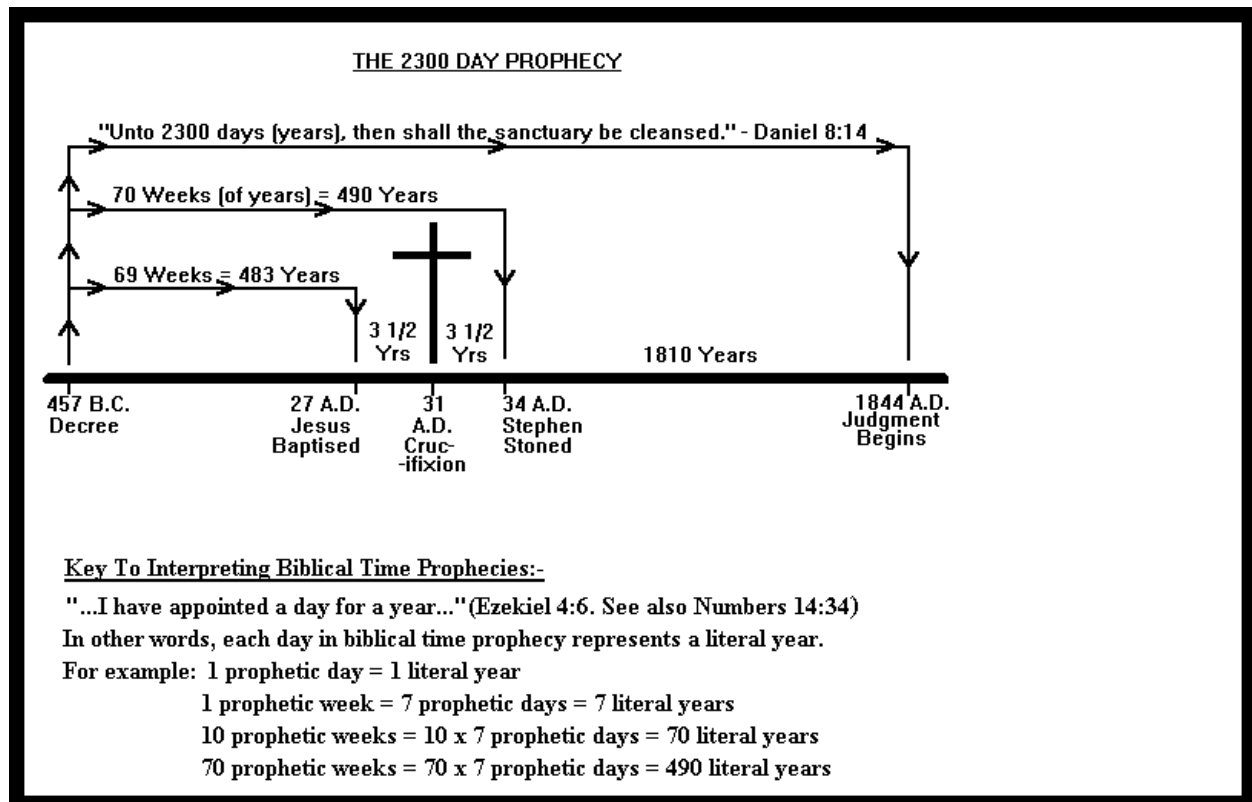 THE 2300 DAY PROPHECY
"Unto 2300 days (years), then shall the sanctuary be cleansed." - Daniel 8:14
70 Weeks (of years) = 490 Years
69 Weeks = 483 Years
3 1/2
Yrs
3 1/2
Yrs
1810 Years
457 B.C.
Decree
27 A.D.
Jesus
Baptised
31
A.D.
Cruc-
-ifixion
34 A.D.
Stephen
Stoned
1844 A.D.
Judgment
Begins
Key To Interpreting Biblical Time Prophecies:-
"...I have appointed a day for a year..."(Ezekiel 4:6. See also Numbers 14:34)
In other words, each day in biblical time prophecy represents a literal year.
For example: 1 prophetic day = 1 literal year
1 prophetic week = 7 prophetic days = 7 literal years
10 prophetic weeks = 10 x 7 prophetic days = 70 literal years
70 prophetic weeks = 70 x 7 prophetic days = 490 literal years